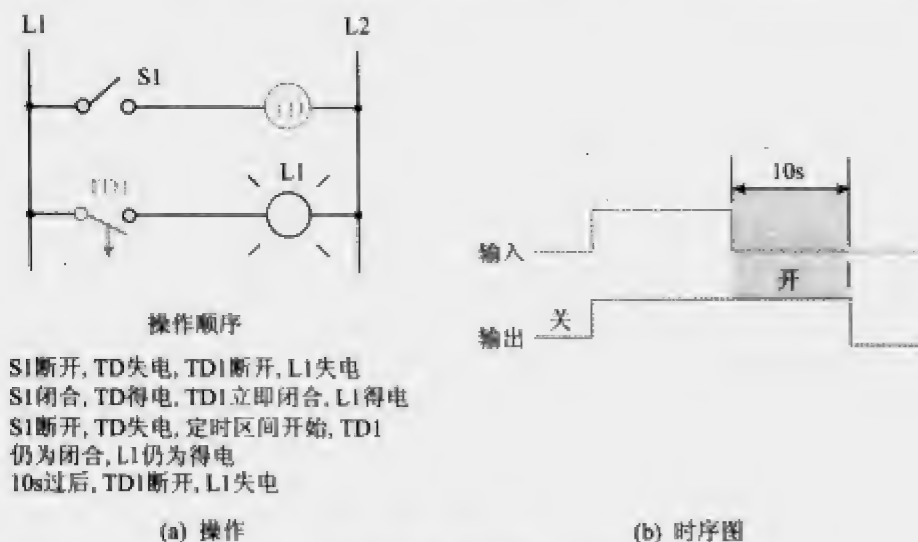 L1
L2
S1
TD
TD1
L1
操作顺序
S1断开, TD失电, TD1断开, L1失电
S1闭合, TD得电, TD1立即闭合, L1得电
S1断开, TD失电, 定时区间开始, TD1
仍为闭合, L1仍为得电
10s过后, TD1断开, L1失电
(a) 操作
10s
输入
开
关
输出
(b) 时序图